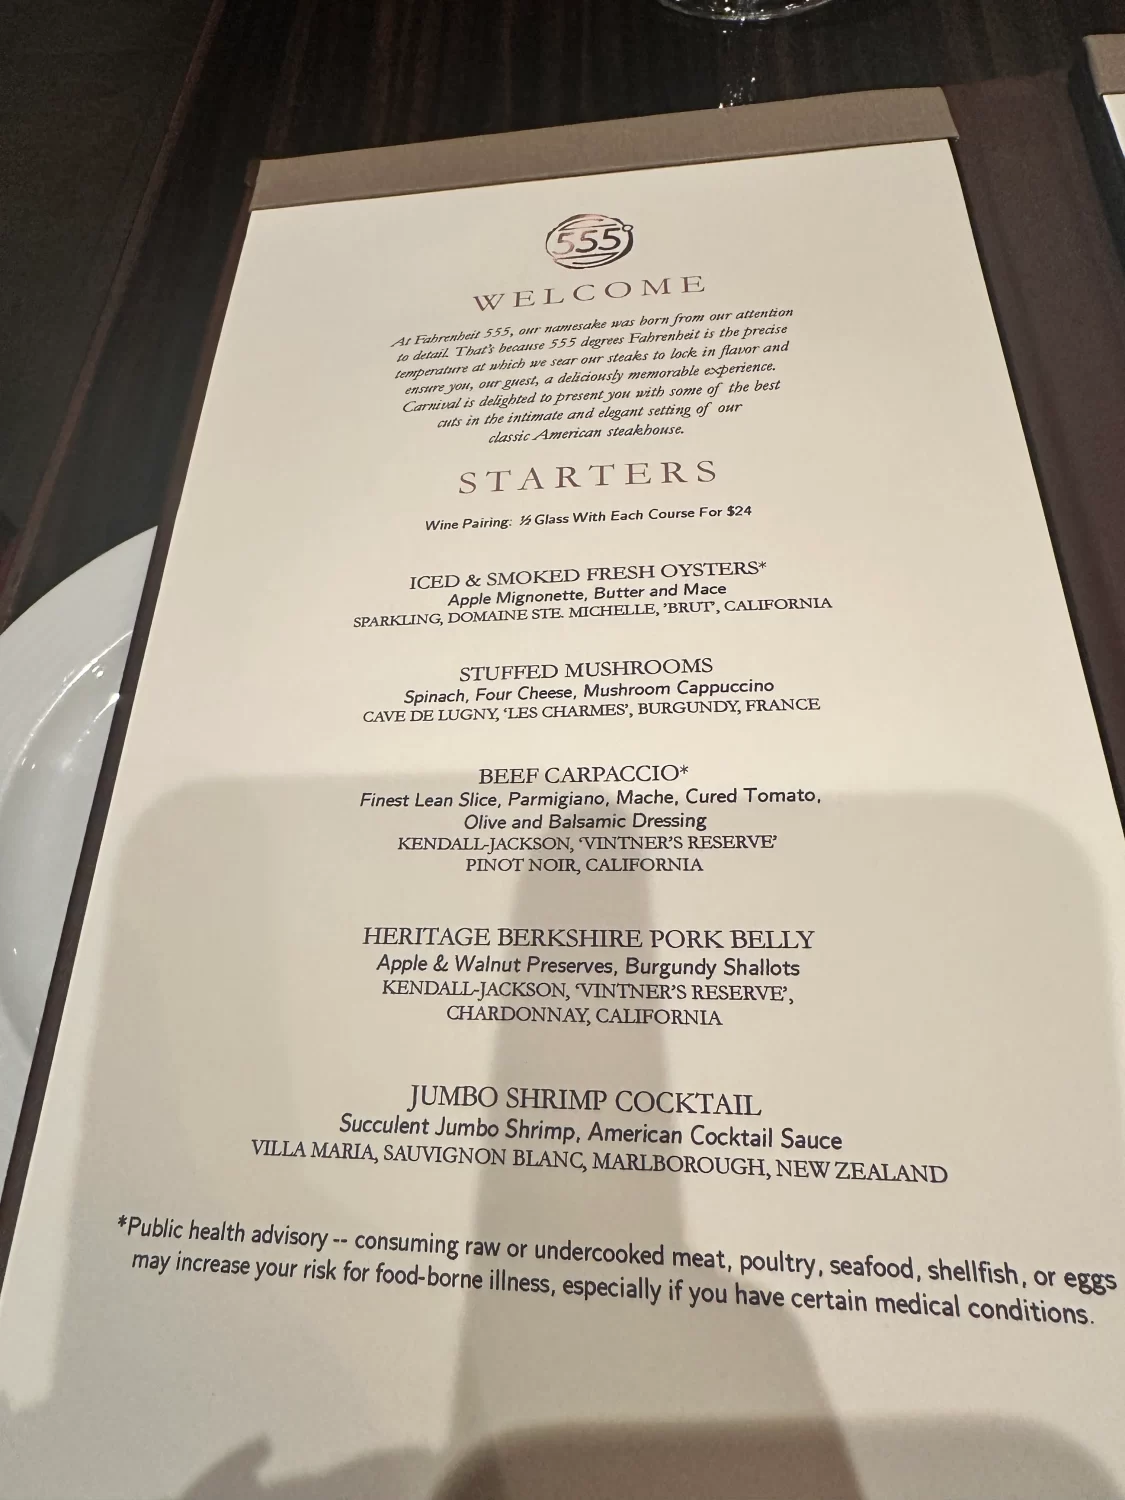 555
WELCOME
At Fahrenheit 555, our namesake was born from our attention
to detail. That's because 555 degrees Fahrenheit is the precise
temperature at which we sear our steaks to lock in flavor and
ensure you, our guest, a deliciously memorable experience.
Carnival is delighted to present you with some of the best
cuts in the intimate and elegant setting of our
classic American steakhouse.
STARTERS
Wine Pairing: ½ Glass With Each Course For $24
ICED & SMOKED FRESH OYSTERS*
Apple Mignonette, Butter and Mace
SPARKLING, DOMAINE STE. MICHELLE, 'BRUT', CALIFORNIA
STUFFED MUSHROOMS
Spinach, Four Cheese, Mushroom Cappuccino
CAVE DE LUGNY, 'LES CHARMES', BURGUNDY, FRANCE
BEEF CARPACCIO*
Finest Lean Slice, Parmigiano, Mache, Cured Tomato,
Olive and Balsamic Dressing
KENDALL-JACKSON, 'VINTNER'S RESERVE'
PINOT NOIR, CALIFORNIA
HERITAGE BERKSHIRE PORK BELLY
Apple & Walnut Preserves, Burgundy Shallots
KENDALL-JACKSON, 'VINTNER'S RESERVE',
CHARDONNAY, CALIFORNIA
JUMBO SHRIMP COCKTAIL
Succulent Jumbo Shrimp, American Cocktail Sauce
VILLA MARIA, SAUVIGNON BLANC, MARLBOROUGH, NEW ZEALAND
*Public health advisory -- consuming raw or undercooked meat, poultry, seafood, shellfish, or eggs
may increase your risk for food-borne illness, especially if you have certain medical conditions.